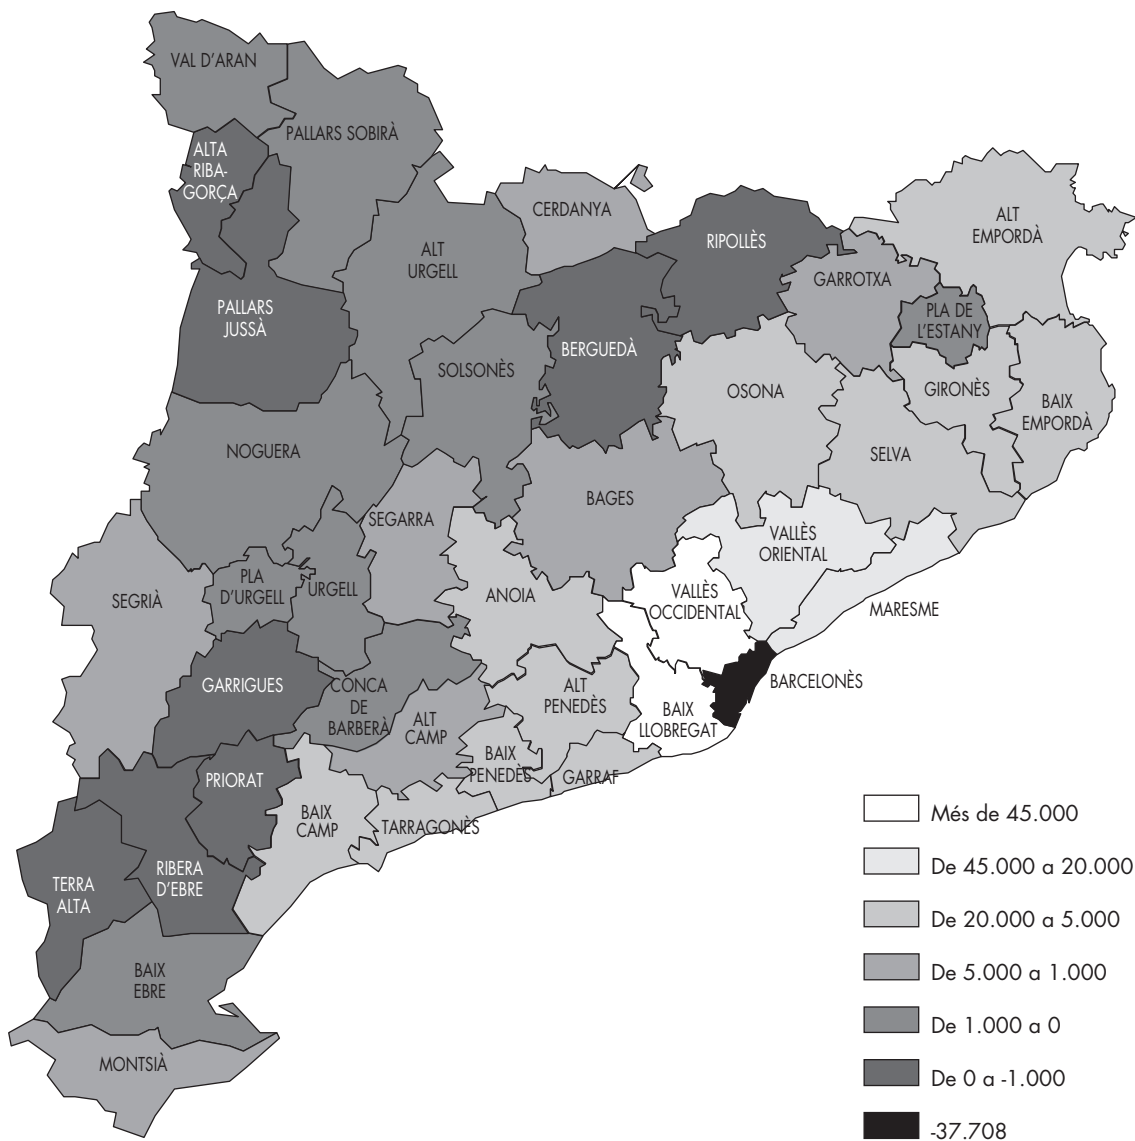 VAL D'ARAN
PALLARS SOBIRÀ
ALTA
RIBA-
GORÇA
CERDANYA
ALT
URGELL
RIPOLLÈS
ALT
EMPORDÀ
GARROTXA
PALLARS
JUSSÀ
PLA DE
L'ESTANY
BERGUEDÀ
SOLSONÈS
OSONA
GIRONÈS
BAIX
EMPORDÀ
NOGUERA
SELVA
BAGES
SEGARRA
VALLÈS
ORIENTAL
PLA
D'URGELL
URGELL
SEGRIÀ
ANOIA
VALLÈS
OCCIDENTAL
MARESME
GARRIGUES
CONCA
DE
BARBERÀ
ALT
PENEDÈS
BARCELONÈS
BAIX
LLOBREGAT
ALT
CAMP
BAIX
PENEDÈS
GARRAF
PRIORAT
BAIX
CAMP
TARRAGONÈS
RIBERA
D'EBRE
TERRA
ALTA
BAIX
EBRE
MONTSIÀ
Més de 45.000
De 45.000 a 20.000
De 20.000 a 5.000
De 5.000 a 1.000
De 1.000 a 0
De 0 a -1.000
-37.708